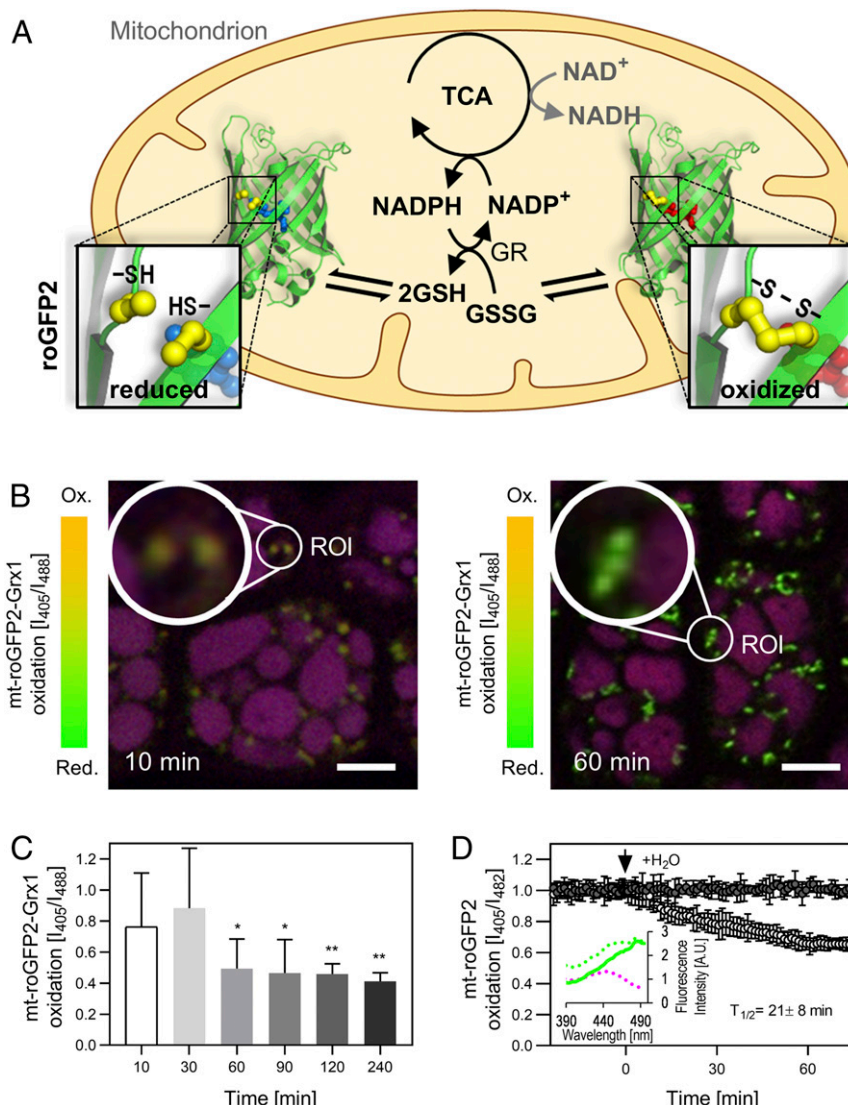 A
Mitochondrion
NAD+
TCA
NADH
NADPH
NADP+
GR
2GSH
GSSG
roGFP2
-SH
HS-
reduced
-S - S-
oxidized
B
Ox.
mt-roGFP2-Grx1
oxidation [I405/I488]
Red.
ROI
10 min
Ox.
mt-roGFP2-Grx1
oxidation [I405/I488]
Red.
ROI
60 min
C
mt-roGFP2-Grx1
oxidation [I405/I488]
1.2
1.0
0.8
0.6
0.4
0.2
0.0
* * ** **
10 30 60 90 120 240
Time [min]
D
mt-roGFP2
oxidation [I405/I482]
1.2
1.0
0.8
0.6
0.4
0.2
0.0
+H2O
3
2
1
0
Fluorescence
Intensity [A.U.]
390 440 490
Wavelength [nm]
T1/2= 21± 8 min
0 30 60
Time [min]